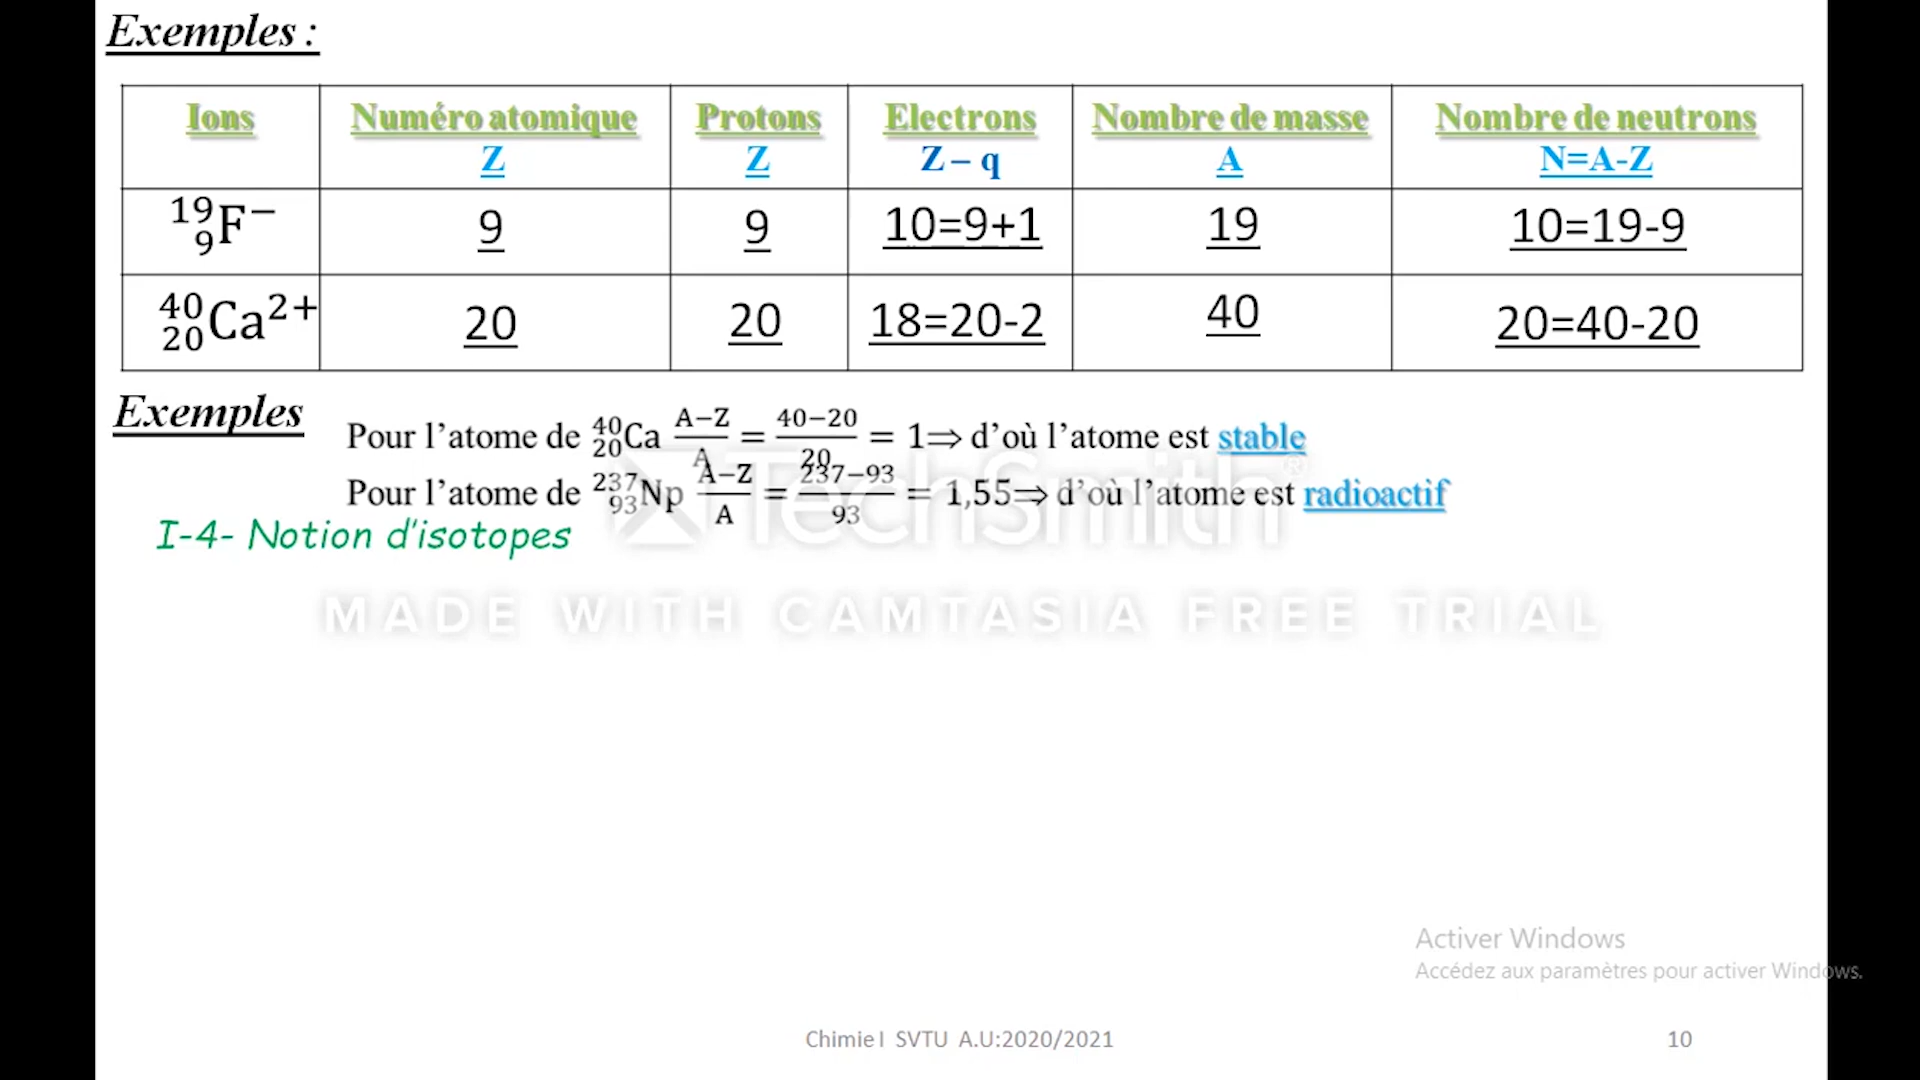 Exemples :
Ions Numéro atomique Protons Electrons Nombre de masse Nombre de neutrons
Z Z Z – q A N=A-Z
¹⁹₉F⁻ 9 9 10=9+1 19 10=19-9
⁴⁰₂₀Ca²⁺ 20 20 18=20-2 40 20=40-20
Exemples
Pour l’atome de ⁴⁰₂₀Ca (A−Z)/A = (40−20)/20 = 1⇒ d’où l’atome est stable
Pour l’atome de ²³⁷₉₃Np (A−Z)/A = (237−93)/93 = 1,55⇒ d’où l’atome est radioactif
I-4- Notion d’isotopes
TechSmith®
MADE WITH CAMTASIA FREE TRIAL
Activer Windows
Accédez aux paramètres pour activer Windows.
Chimie I SVTU A.U:2020/2021
10